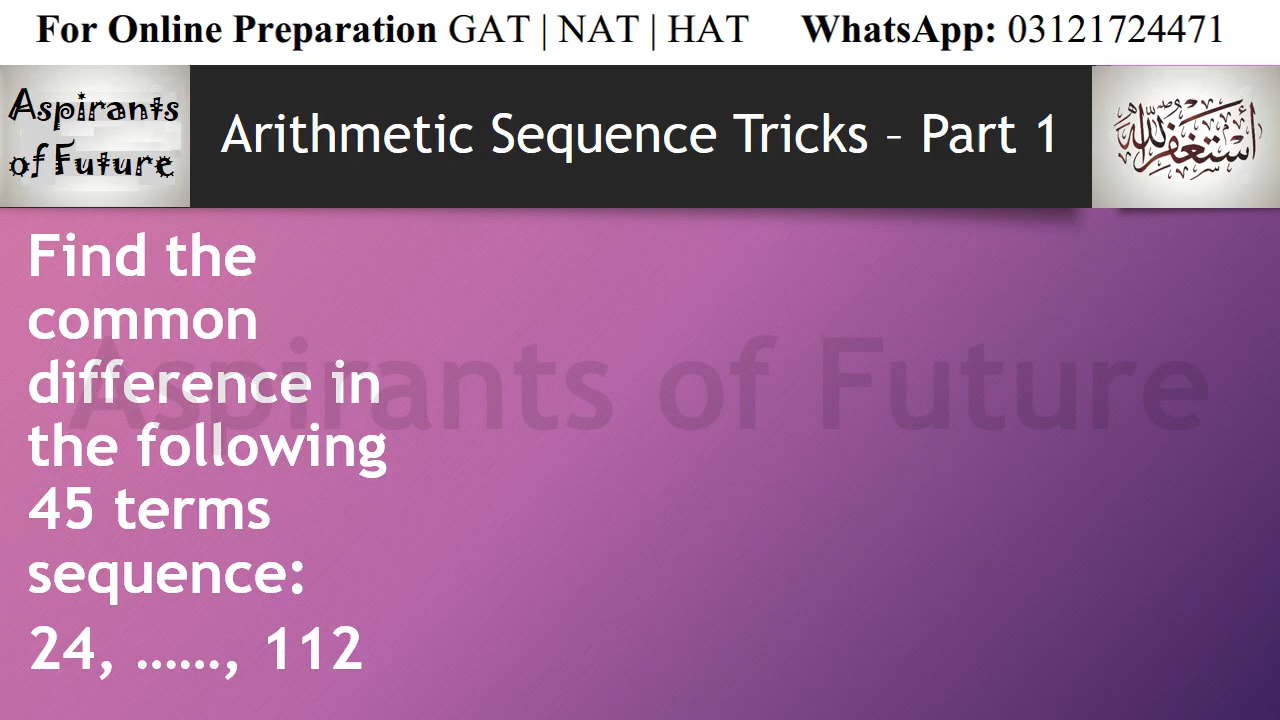 For Online Preparation GAT | NAT | HAT WhatsApp: 03121724471
Aspirants
of Future
Arithmetic Sequence Tricks – Part 1
أستغفر الله
Find the
common
difference in
the following
45 terms
sequence:
24, ……, 112
Aspirants of Future